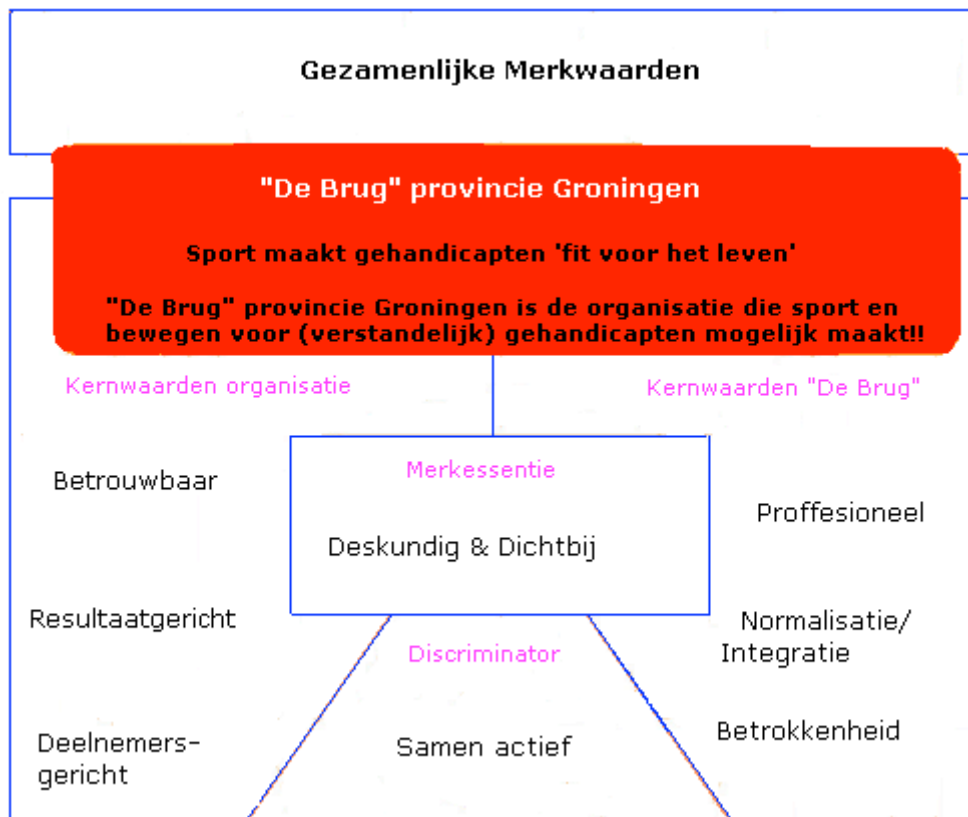 Gezamenlijke Merkwaarden
"De Brug" provincie Groningen
Sport maakt gehandicapten 'fit voor het leven'
"De Brug" provincie Groningen is de organisatie die sport en
bewegen voor (verstandelijk) gehandicapten mogelijk maakt!!
Kernwaarden organisatie
Betrouwbaar
Resultaatgericht
Deelnemers-
gericht
Merkessentie
Deskundig & Dichtbij
Discriminator
Samen actief
Kernwaarden "De Brug"
Proffesioneel
Normalisatie/
Integratie
Betrokkenheid